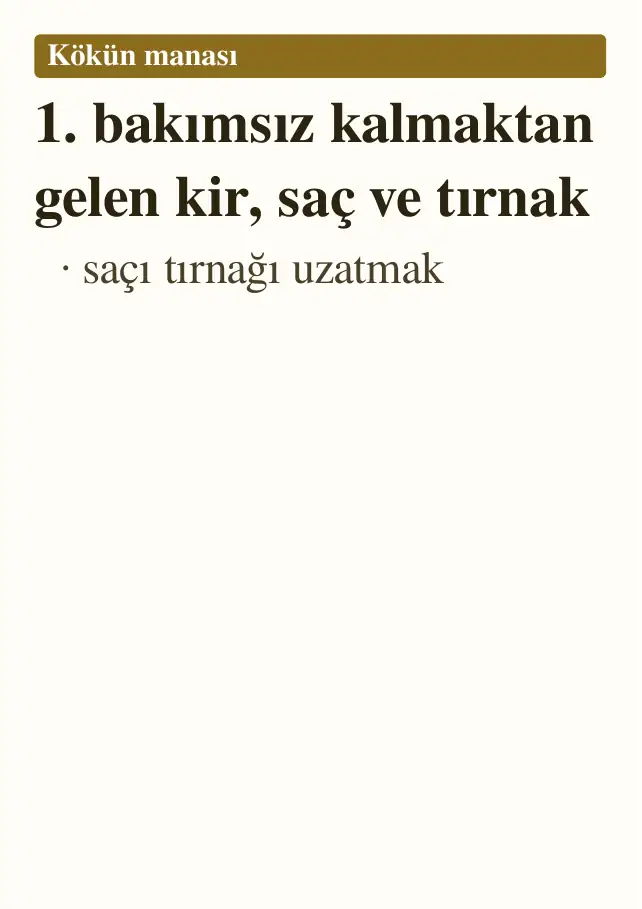 Kökün manası
1. bakımsız kalmaktan
gelen kir, saç ve tırnak
· saçı tırnağı uzatmak